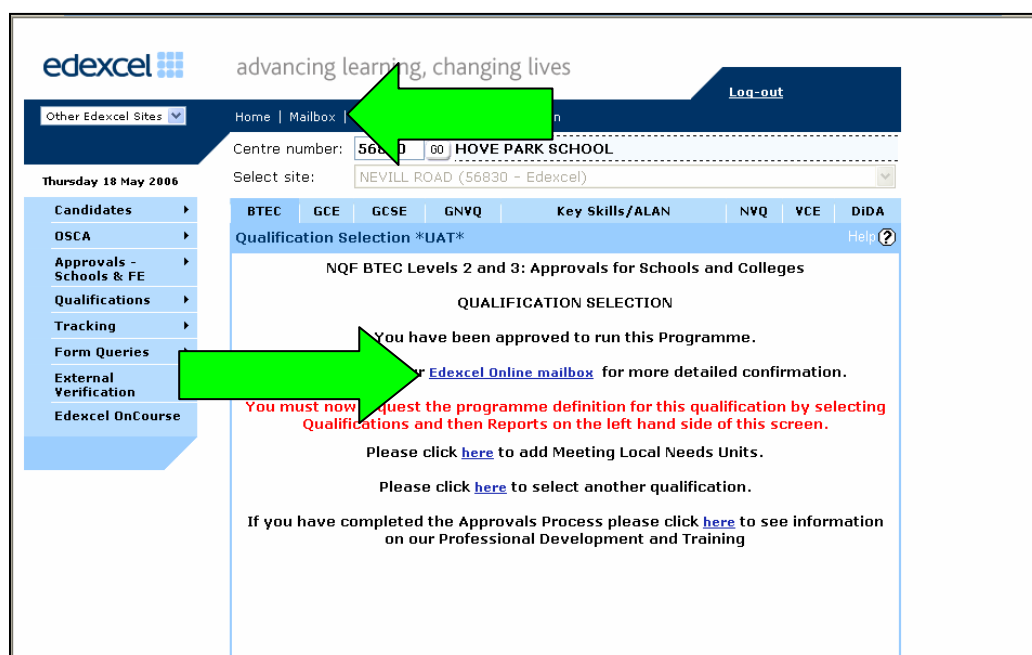 edexcel advancing learning, changing lives
Log-out
Other Edexcel Sites Home | Mailbox |
Centre number: GO HOVE PARK SCHOOL
Thursday 18 May 2006 Select site: NEVILL ROAD (56830 - Edexcel)
BTEC GCE GCSE GNVQ Key Skills/ALAN NVQ VCE DiDA
Qualification Selection *UAT* Help ?
Candidates
OSCA
Approvals -
Schools & FE
Qualifications
Tracking
Form Queries
External
Verification
Edexcel OnCourse
NQF BTEC Levels 2 and 3: Approvals for Schools and Colleges
QUALIFICATION SELECTION
You have been approved to run this Programme.
Edexcel Online mailbox for more detailed confirmation.
You must now request the programme definition for this qualification by selecting
Qualifications and then Reports on the left hand side of this screen.
Please click here to add Meeting Local Needs Units.
Please click here to select another qualification.
If you have completed the Approvals Process please click here to see information
on our Professional Development and Training